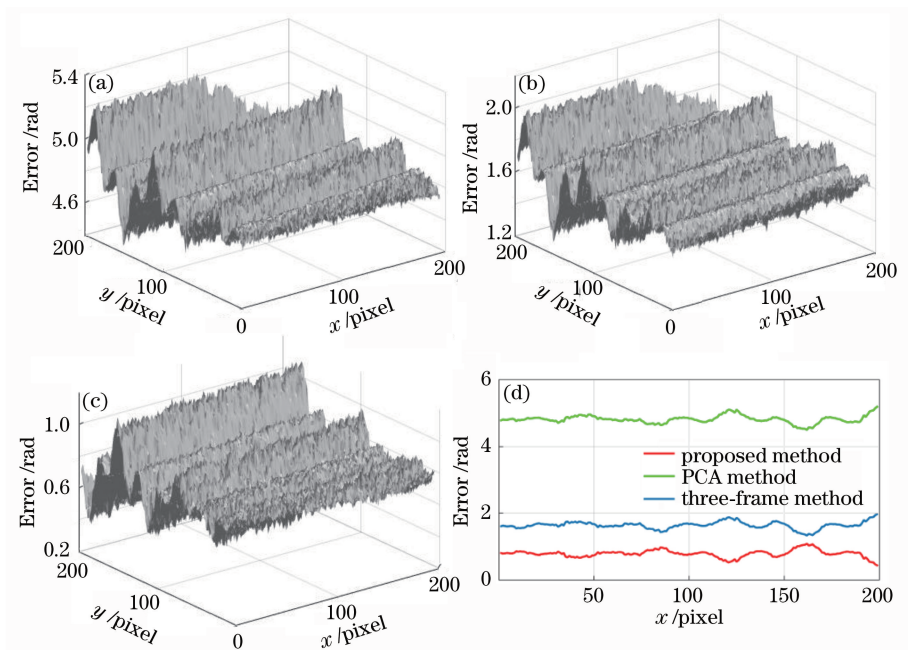 (a)
5.4
5.0
4.6
Error /rad
200
100
0
y /pixel
100
200
x /pixel
(b)
2.0
1.6
1.2
Error /rad
200
100
0
y /pixel
100
200
x /pixel
(c)
1.0
0.6
0.2
Error /rad
200
100
0
y /pixel
100
200
x /pixel
(d)
6
4
2
0
Error /rad
proposed method
PCA method
three-frame method
50
100
150
200
x /pixel